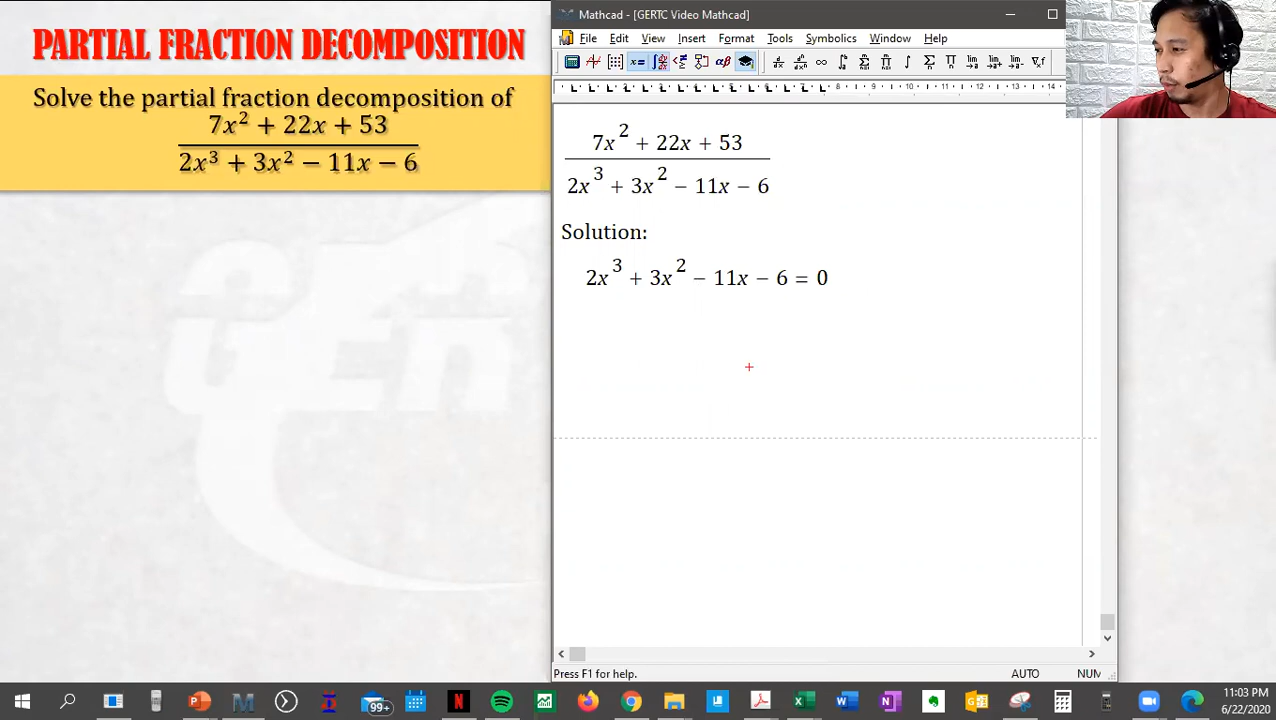 PARTIAL FRACTION DECOMPOSITION
Solve the partial fraction decomposition of
7x² + 22x + 53
2x³ + 3x² − 11x − 6
Mathcad - [GERTC Video Mathcad]
File Edit View Insert Format Tools Symbolics Window Help
7x² + 22x + 53
2x³ + 3x² − 11x − 6
Solution:
2x³ + 3x² − 11x − 6 = 0
Press F1 for help.
AUTO
NUM
99+
11:03 PM
6/22/2020